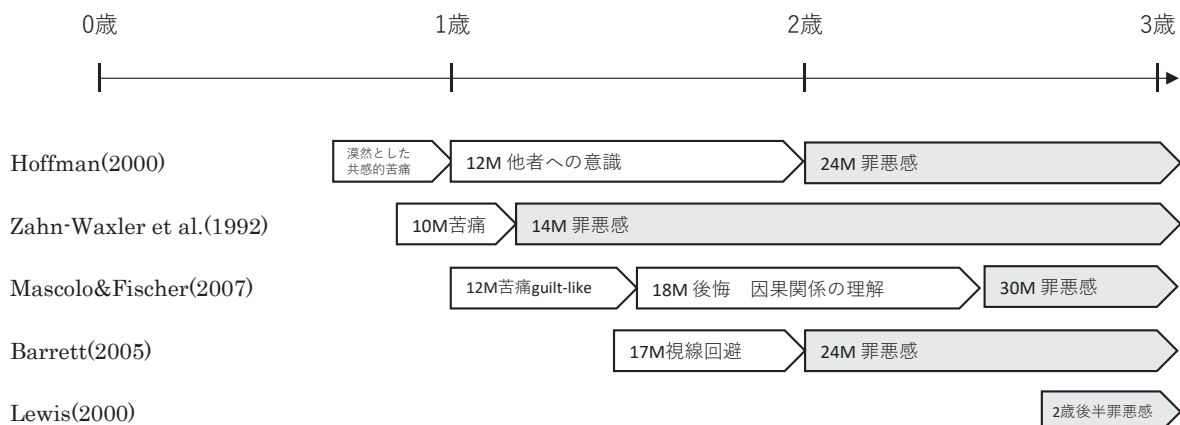 0歳 1歳 2歳 3歳
漠然とした
共感的苦痛
Hoffman(2000) 12M 他者への意識 24M 罪悪感
Zahn-Waxler et al.(1992) 10M苦痛 14M 罪悪感
Mascolo&Fischer(2007) 12M苦痛guilt-like 18M 後悔　因果関係の理解 30M 罪悪感
Barrett(2005) 17M視線回避 24M 罪悪感
Lewis(2000) 2歳後半罪悪感